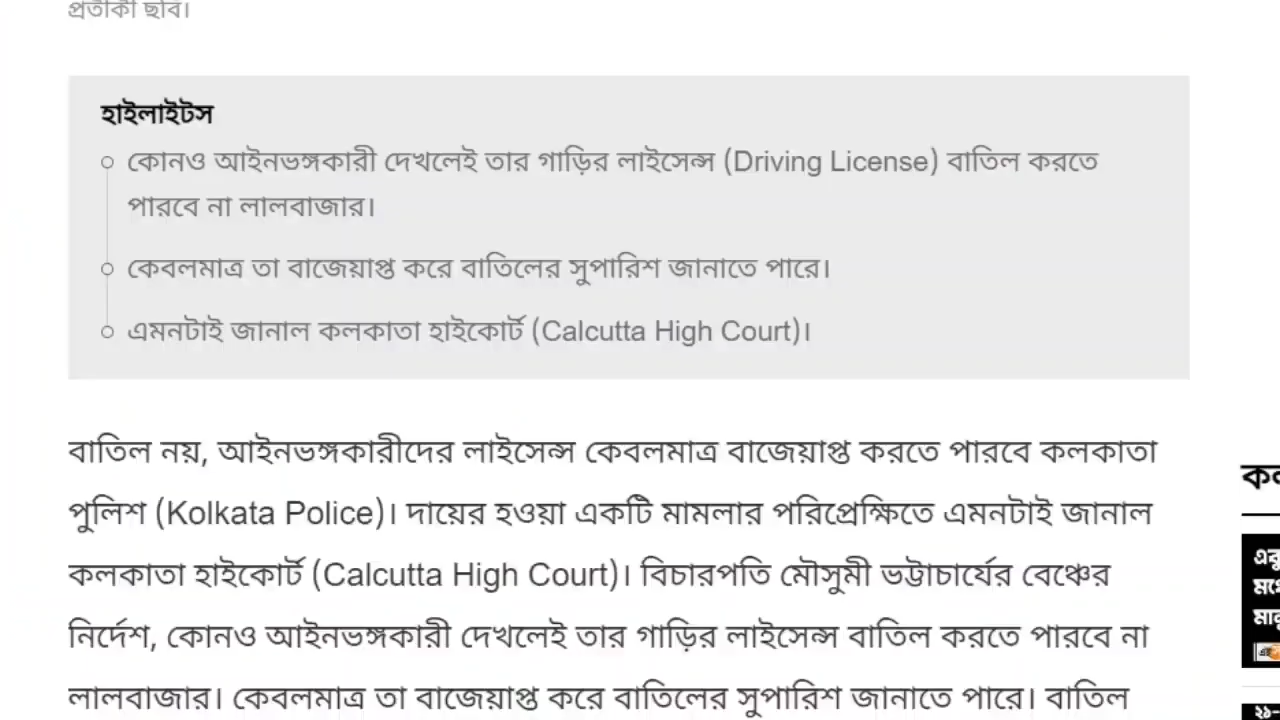 প্রতীকী ছবি।
হাইলাইটস
কোনও আইনভঙ্গকারী দেখলেই তার গাড়ির লাইসেন্স (Driving License) বাতিল করতে
পারবে না লালবাজার।
কেবলমাত্র তা বাজেয়াপ্ত করে বাতিলের সুপারিশ জানাতে পারে।
এমনটাই জানাল কলকাতা হাইকোর্ট (Calcutta High Court)।
বাতিল নয়, আইনভঙ্গকারীদের লাইসেন্স কেবলমাত্র বাজেয়াপ্ত করতে পারবে কলকাতা
পুলিশ (Kolkata Police)। দায়ের হওয়া একটি মামলার পরিপ্রেক্ষিতে এমনটাই জানাল
কলকাতা হাইকোর্ট (Calcutta High Court)। বিচারপতি মৌসুমী ভট্টাচার্যের বেঞ্চের
নির্দেশ, কোনও আইনভঙ্গকারী দেখলেই তার গাড়ির লাইসেন্স বাতিল করতে পারবে না
লালবাজার। কেবলমাত্র তা বাজেয়াপ্ত করে বাতিলের সুপারিশ জানাতে পারে। বাতিল